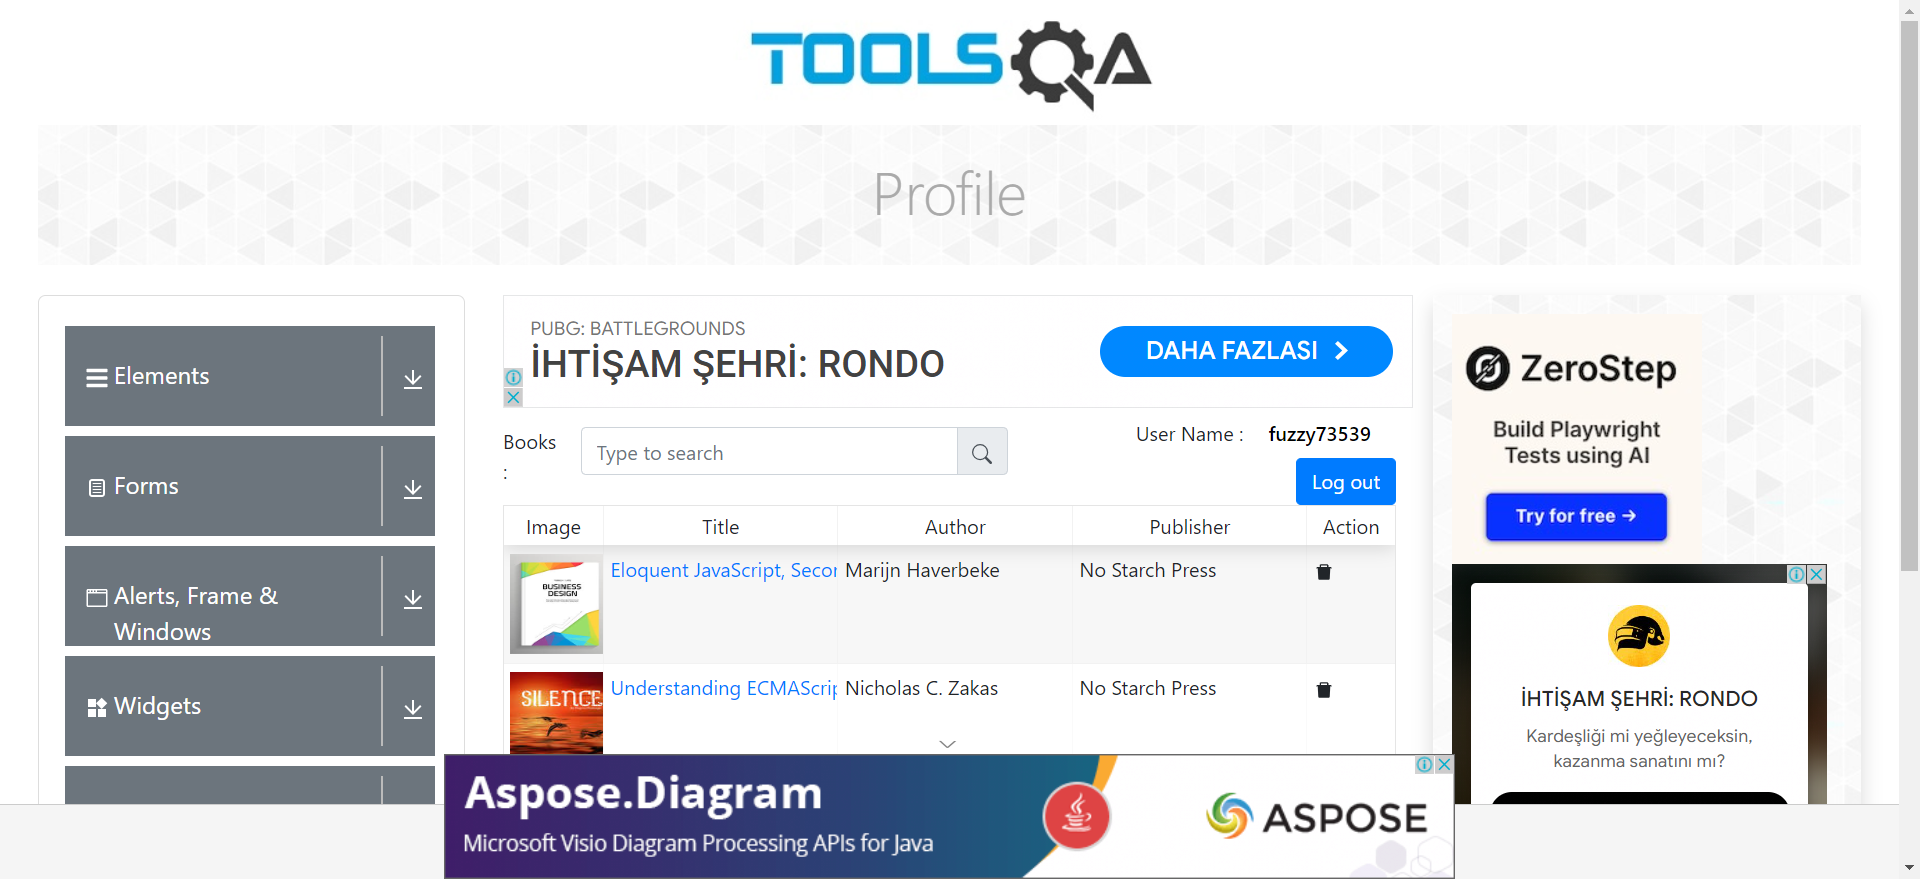 TOOLSQA
Profile
Elements
Forms
Alerts, Frame &
Windows
Widgets
PUBG: BATTLEGROUNDS
İHTİŞAM ŞEHRİ: RONDO
DAHA FAZLASI
Books
:
Type to search
User Name :
fuzzy73539
Log out
Image
Title
Author
Publisher
Action
BUSINESS
DESIGN
Eloquent JavaScript, Secon
Marijn Haverbeke
No Starch Press
SILENCE
Understanding ECMAScrip
Nicholas C. Zakas
No Starch Press
ZeroStep
Build Playwright
Tests using AI
Try for free →
İHTİŞAM ŞEHRİ: RONDO
Kardeşliği mi yeğleyeceksin,
kazanma sanatını mı?
Aspose.Diagram
Microsoft Visio Diagram Processing APIs for Java
ASPOSE